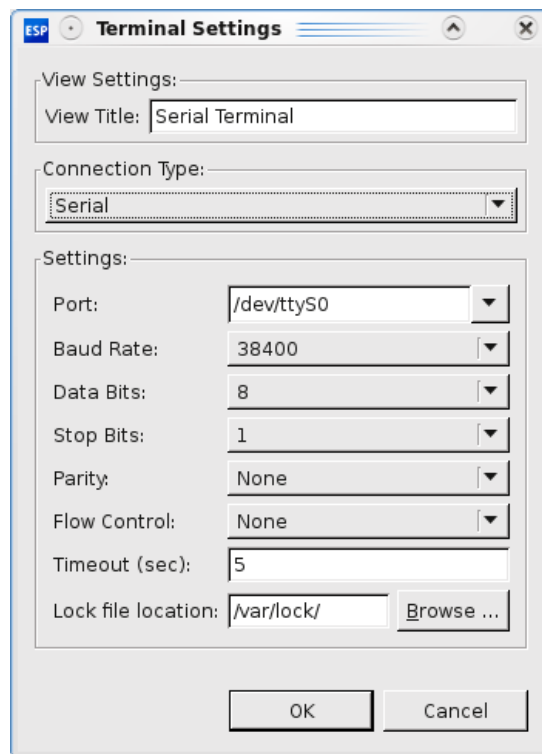 ESP Terminal Settings
View Settings:
View Title: Serial Terminal
Connection Type:
Serial
Settings:
Port: /dev/ttyS0
Baud Rate: 38400
Data Bits: 8
Stop Bits: 1
Parity: None
Flow Control: None
Timeout (sec): 5
Lock file location: /var/lock/ Browse ...
OK Cancel